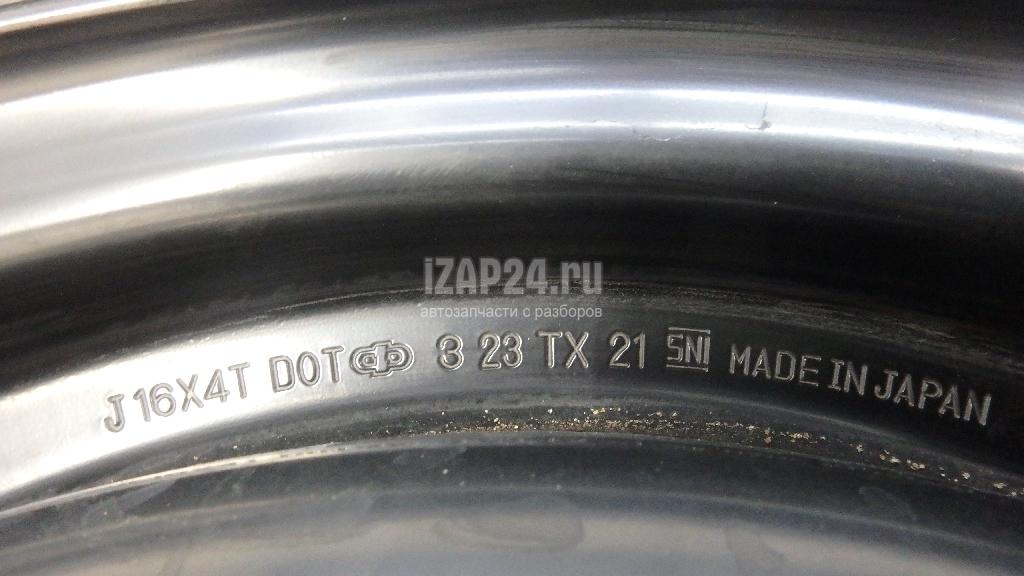 iZAP24.ru
автозапчасти с разборов
J 16X4T DOT 3 23 TX 21 SNI MADE IN JAPAN